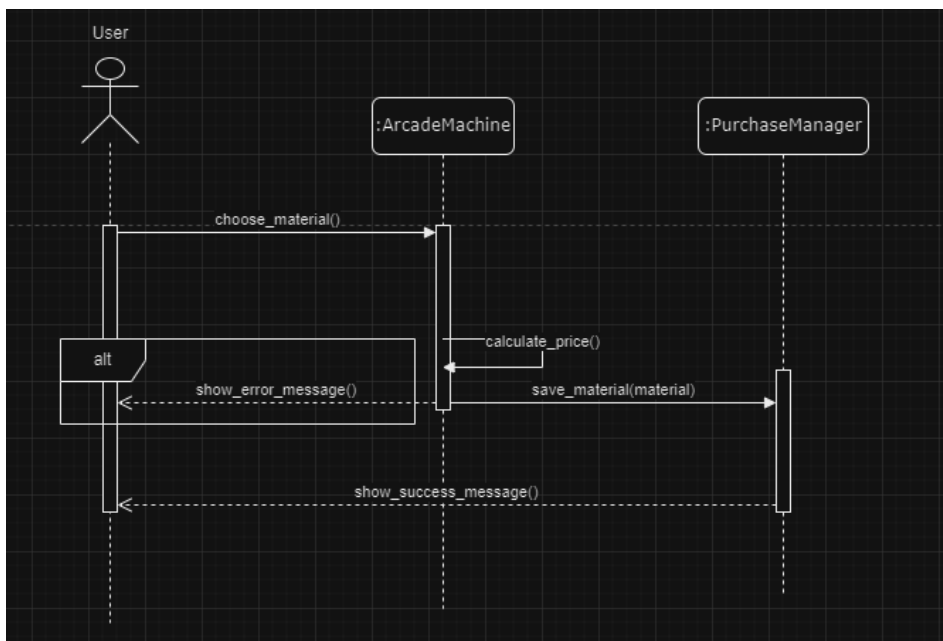 User
:ArcadeMachine
:PurchaseManager
choose_material()
calculate_price()
alt
show_error_message()
save_material(material)
show_success_message()